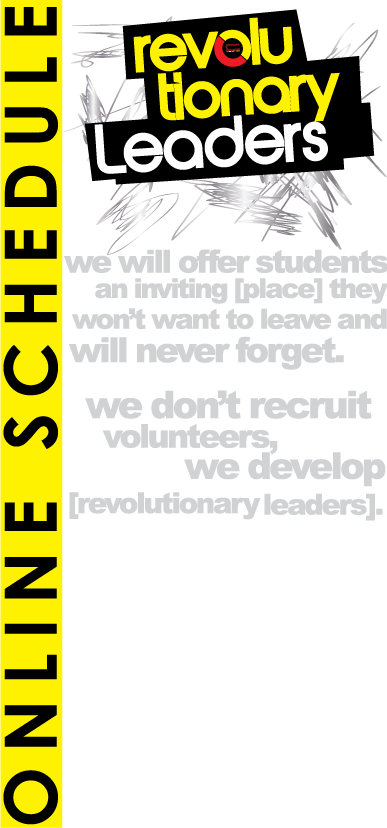 ONLINE SCHEDULE
revolu
tionary
Leaders
we will offer students
an inviting [place] they
won't want to leave and
will never forget.
we don't recruit
volunteers,
we develop
[revolutionary leaders].